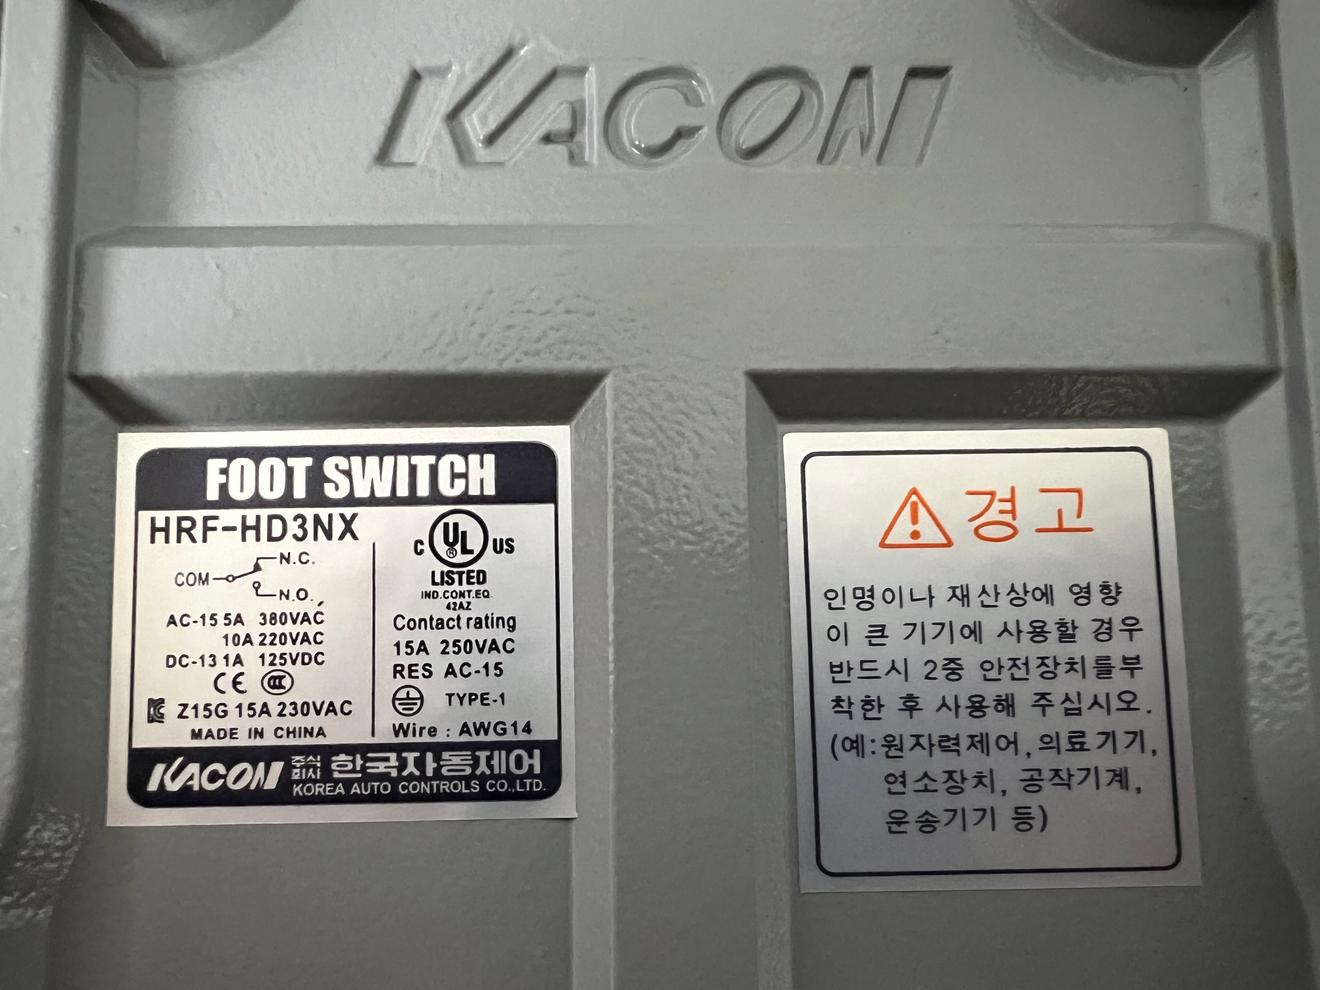 KACON
FOOT SWITCH
HRF-HD3NX
N.C.
COM
N.O.
AC-15 5A 380VAC
10A 220VAC
DC-13 1A 125VDC
CE CCC
KC Z15G 15A 230VAC
MADE IN CHINA
C UL ® US
LISTED
IND.CONT.EQ.
42AZ
Contact rating
15A 250VAC
RES AC-15
TYPE-1
Wire : AWG14
KACON 주식회사 한국자동제어
KOREA AUTO CONTROLS CO.,LTD.
경고
인명이나 재산상에 영향
이 큰 기기에 사용할 경우
반드시 2중 안전장치를부
착한 후 사용해 주십시오.
(예:원자력제어,의료기기,
연소장치, 공작기계,
운송기기 등)